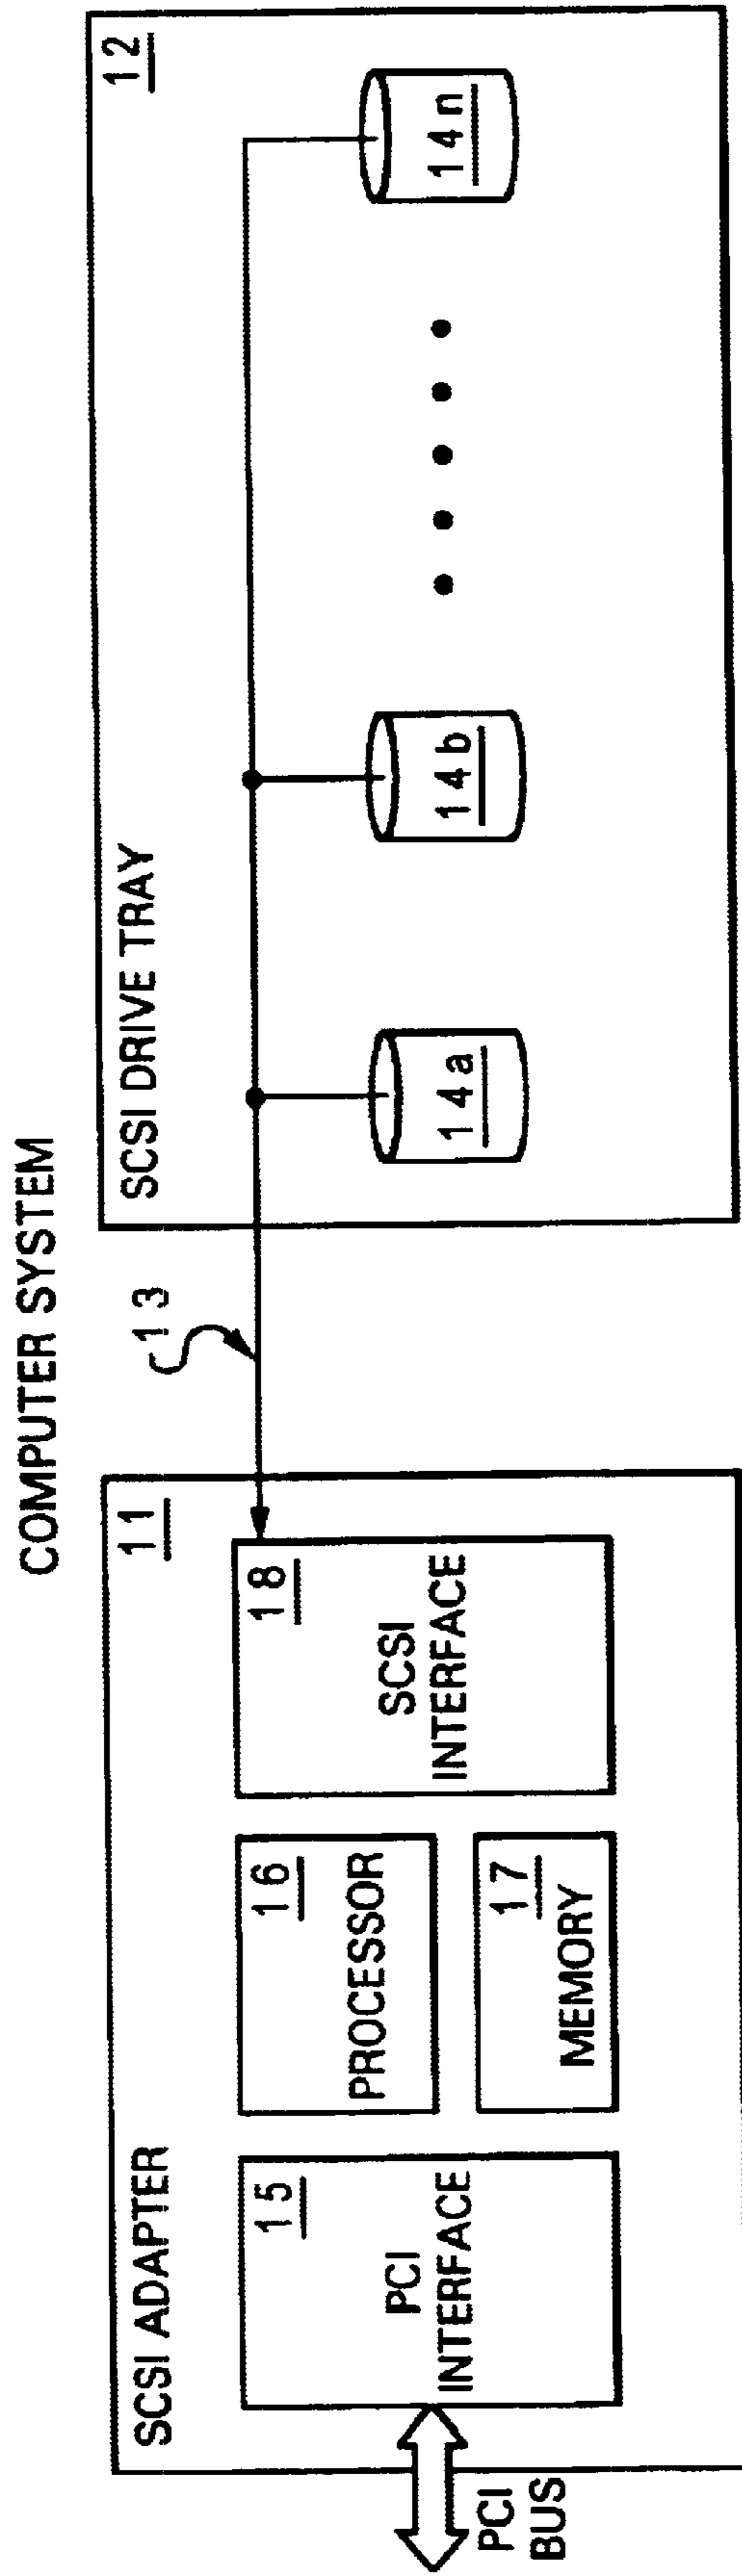 COMPUTER SYSTEM
SCSI ADAPTER
11
15
PCI
INTERFACE
PCI
BUS
16
PROCESSOR
17
MEMORY
18
SCSI
INTERFACE
13
SCSI DRIVE TRAY
12
14a
14b
14n